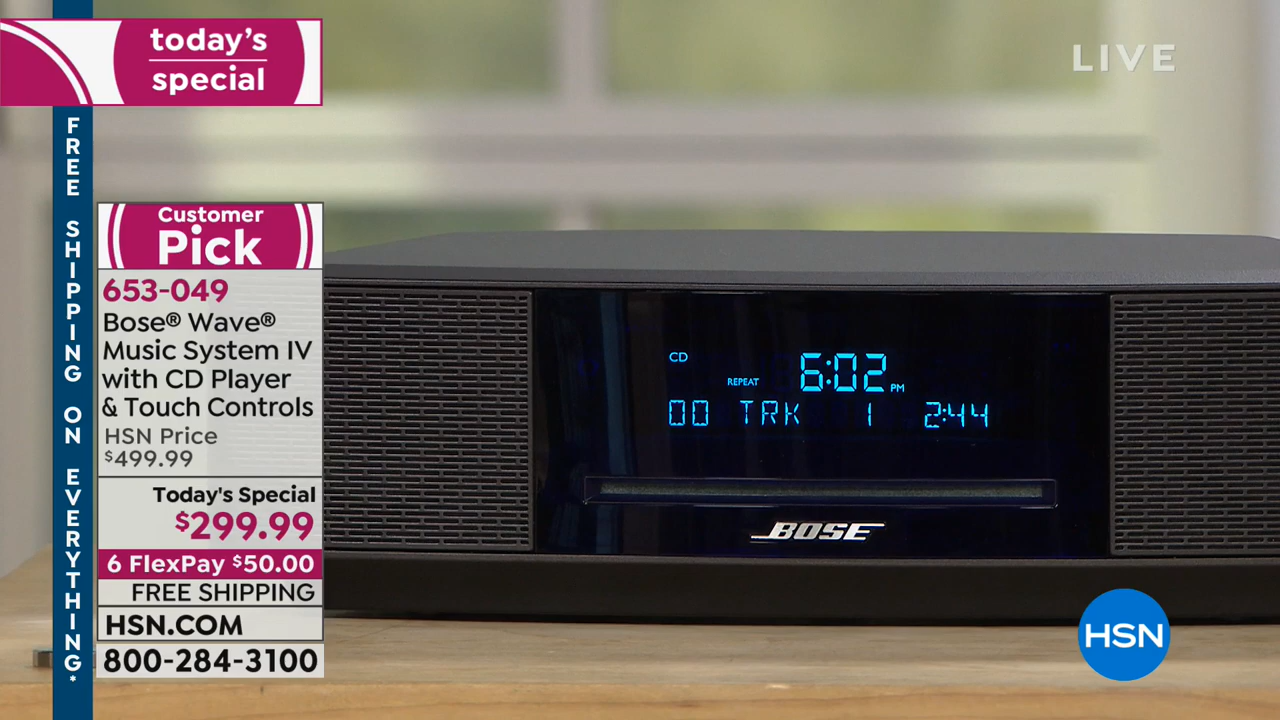 today's
special
LIVE
FREE SHIPPING ON EVERYTHING*
Customer
Pick
653-049
Bose® Wave®
Music System IV
with CD Player
& Touch Controls
HSN Price
$499.99
Today's Special
$299.99
6 FlexPay $50.00
FREE SHIPPING
HSN.COM
800-284-3100
CD
REPEAT 6:02 PM
00 TRK 1 2:44
BOSE
HSN